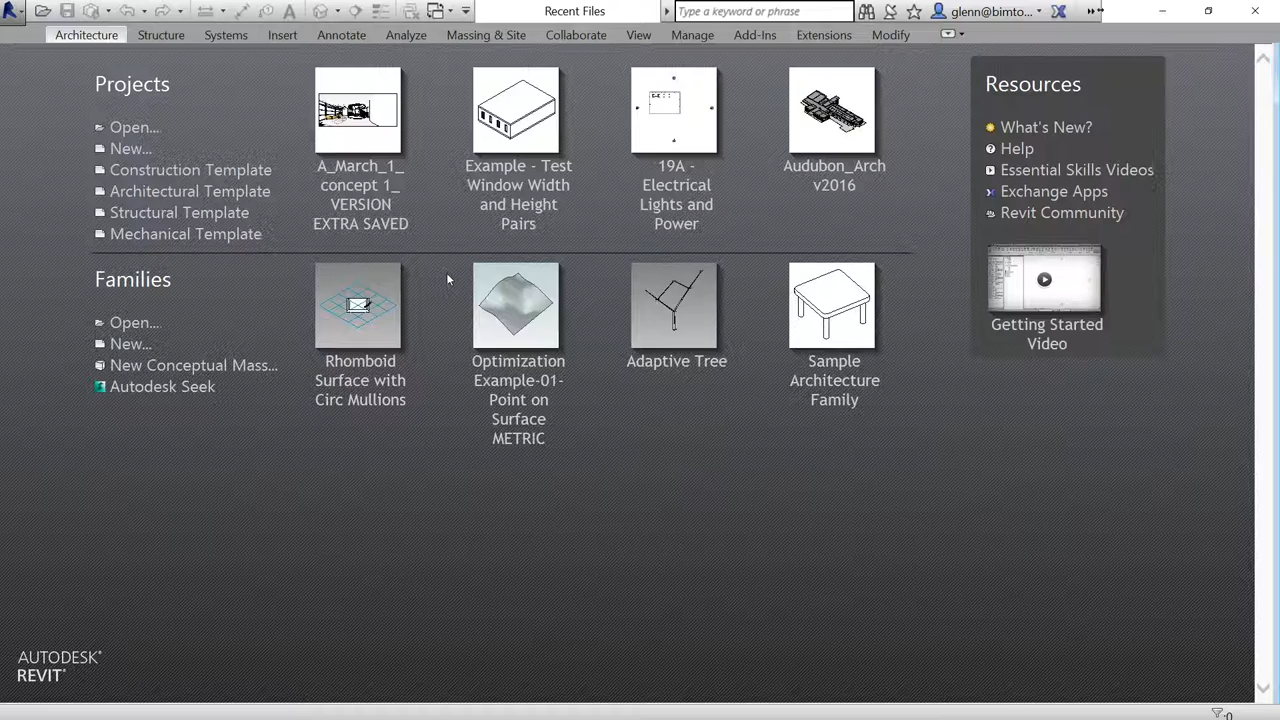 Recent Files
Type a keyword or phrase
glenn@bimto...
Architecture Structure Systems Insert Annotate Analyze Massing & Site Collaborate View Manage Add-Ins Extensions Modify
Projects
Open...
New...
Construction Template
Architectural Template
Structural Template
Mechanical Template
A_March_1_
concept 1_
VERSION
EXTRA SAVED
Example - Test
Window Width
and Height
Pairs
19A -
Electrical
Lights and
Power
Audubon_Arch
v2016
Families
Open...
New...
New Conceptual Mass...
Autodesk Seek
Rhomboid
Surface with
Circ Mullions
Optimization
Example-01-
Point on
Surface
METRIC
Adaptive Tree
Sample
Architecture
Family
Resources
What's New?
Help
Essential Skills Videos
Exchange Apps
Revit Community
Getting Started
Video
AUTODESK®
REVIT®
:0